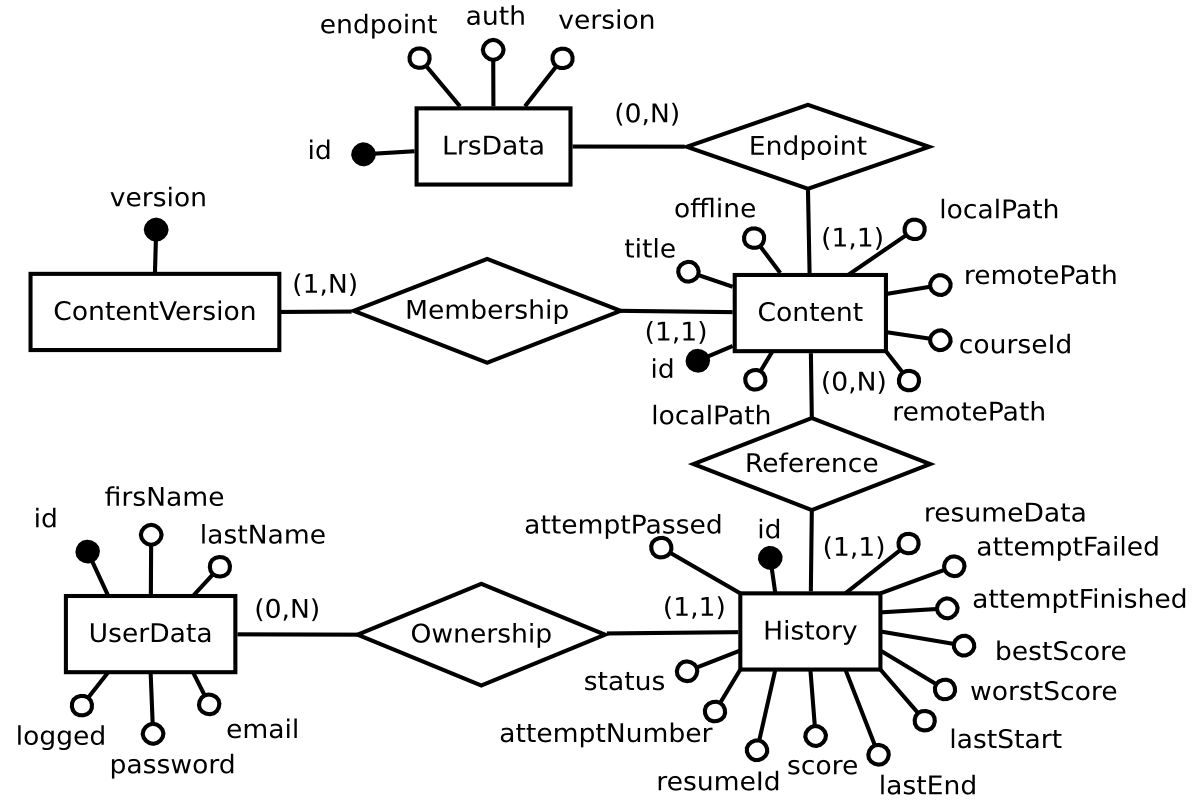 endpoint
auth
version
(0,N)
id
LrsData
Endpoint
version
offline
localPath
(1,1)
title
remotePath
(1,N)
ContentVersion
Membership
Content
(1,1)
courseId
id
(0,N)
localPath
remotePath
Reference
firsName
id
lastName
attemptPassed
id
resumeData
(1,1)
attemptFailed
(0,N)
(1,1)
attemptFinished
UserData
Ownership
History
bestScore
status
worstScore
logged
email
attemptNumber
lastStart
password
resumeId
score
lastEnd